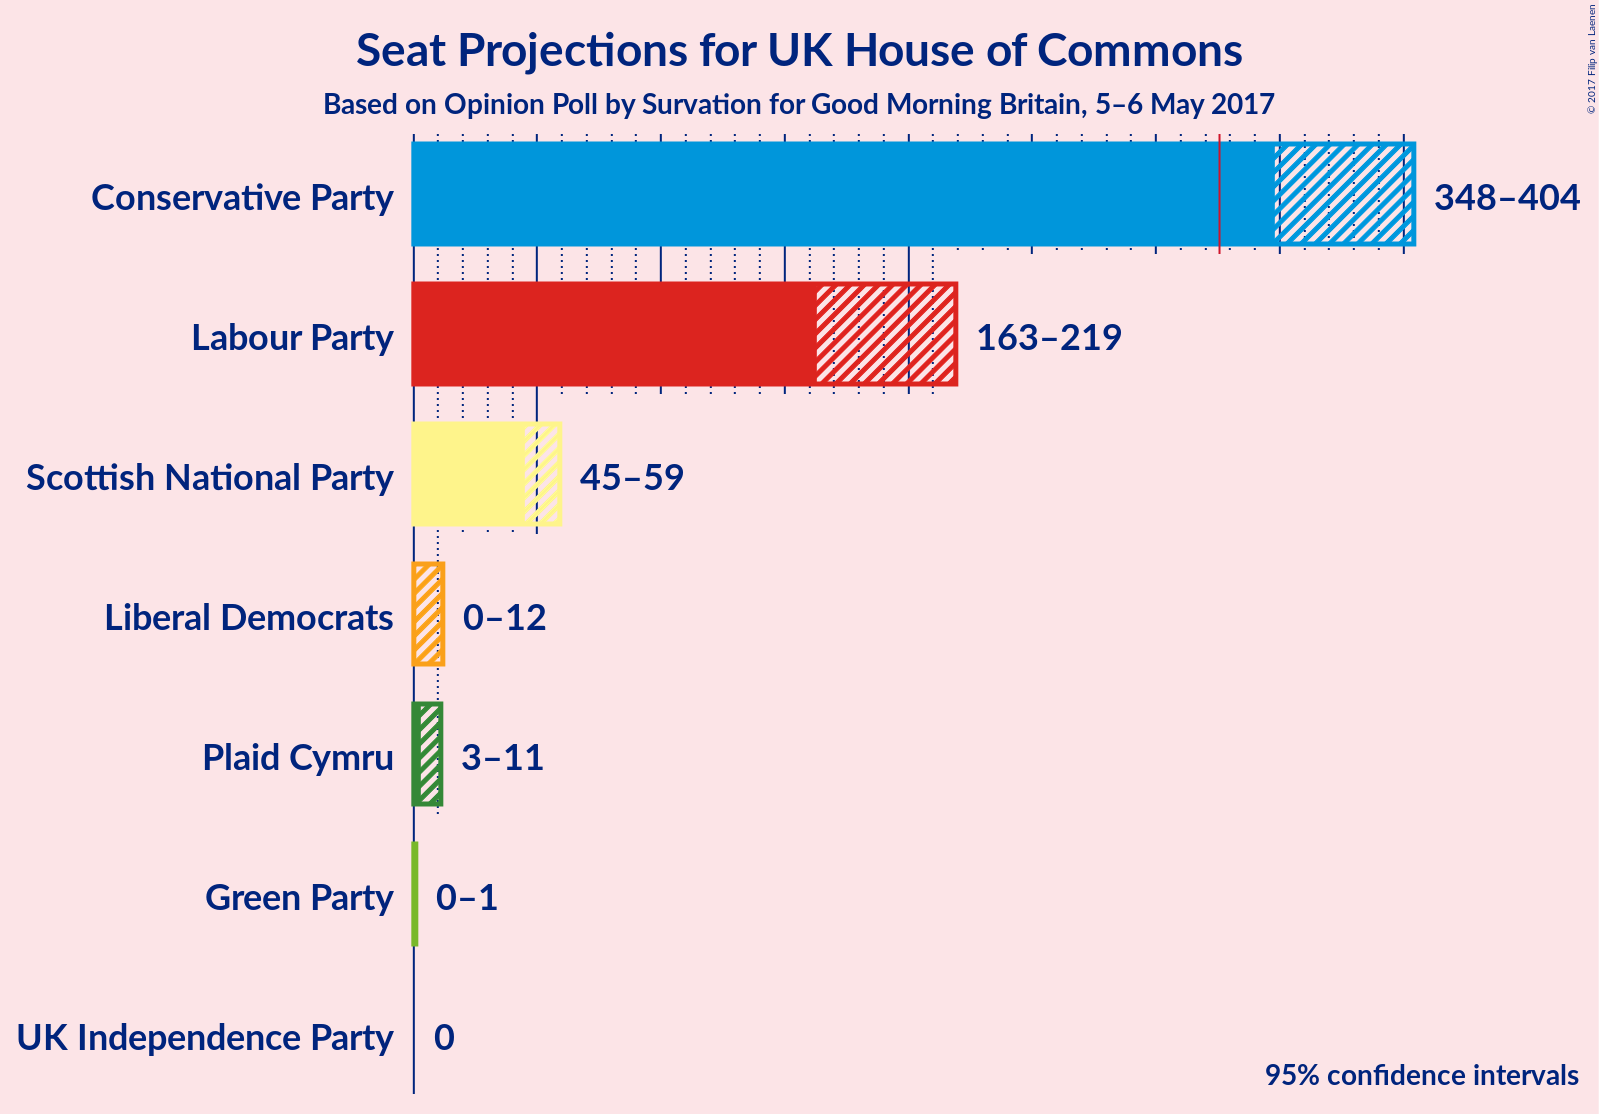 Seat Projections for UK House of Commons
Based on Opinion Poll by Survation for Good Morning Britain, 5–6 May 2017
© 2017 Filip van Laenen
Conservative Party 348–404
Labour Party 163–219
Scottish National Party 45–59
Liberal Democrats 0–12
Plaid Cymru 3–11
Green Party 0–1
UK Independence Party 0
95% confidence intervals